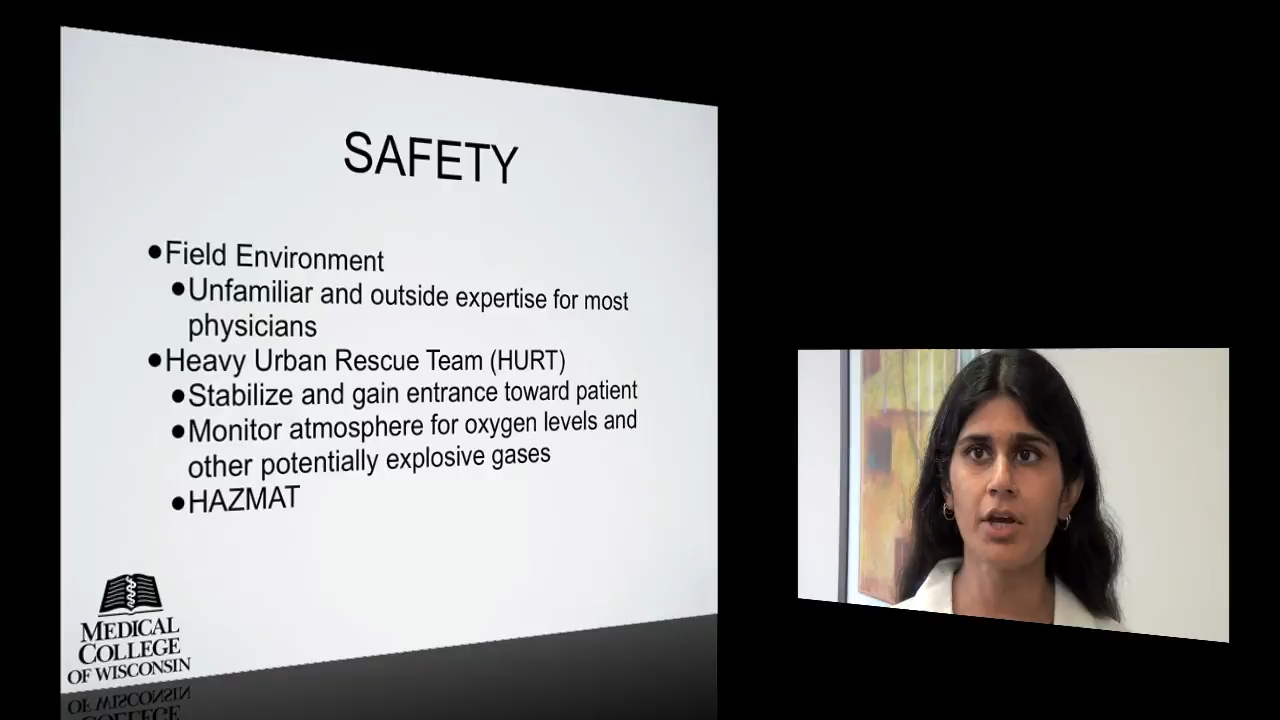 SAFETY
•Field Environment
•Unfamiliar and outside expertise for most
physicians
•Heavy Urban Rescue Team (HURT)
•Stabilize and gain entrance toward patient
•Monitor atmosphere for oxygen levels and
other potentially explosive gases
•HAZMAT
MEDICAL
COLLEGE
OF WISCONSIN